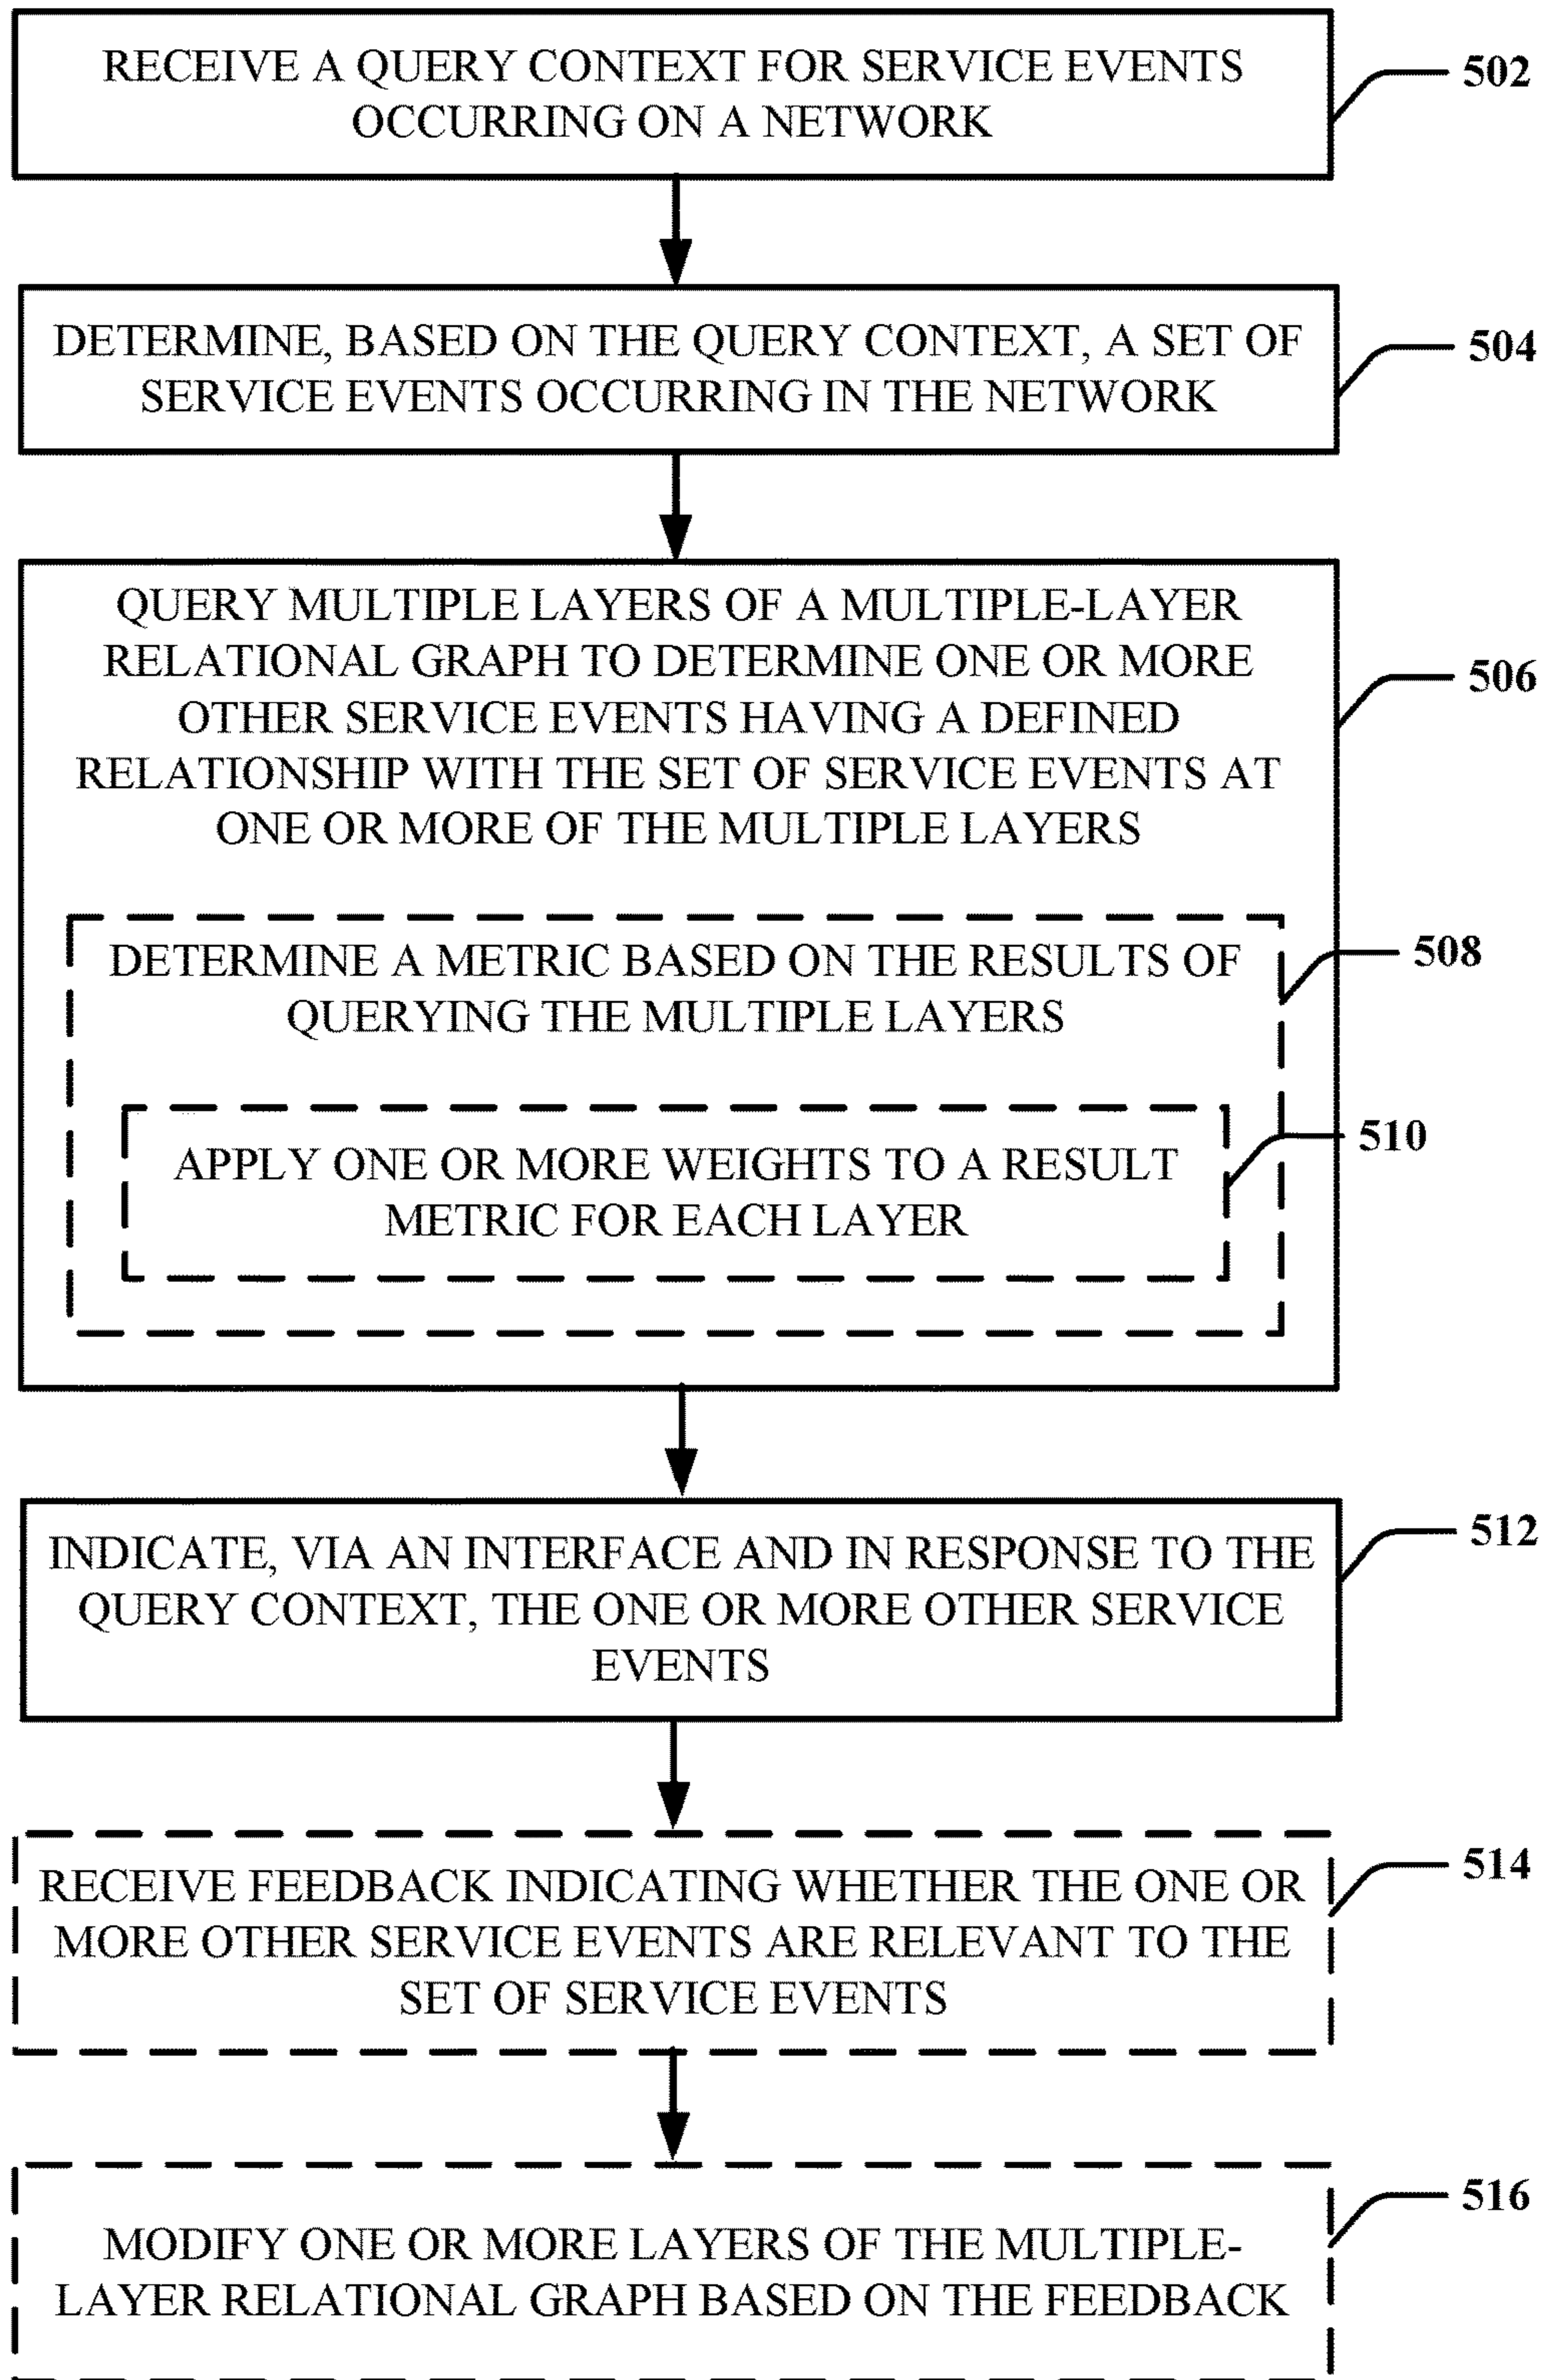 RECEIVE A QUERY CONTEXT FOR SERVICE EVENTS
OCCURRING ON A NETWORK
502
DETERMINE, BASED ON THE QUERY CONTEXT, A SET OF
SERVICE EVENTS OCCURRING IN THE NETWORK
504
QUERY MULTIPLE LAYERS OF A MULTIPLE-LAYER
RELATIONAL GRAPH TO DETERMINE ONE OR MORE
OTHER SERVICE EVENTS HAVING A DEFINED
RELATIONSHIP WITH THE SET OF SERVICE EVENTS AT
ONE OR MORE OF THE MULTIPLE LAYERS
506
DETERMINE A METRIC BASED ON THE RESULTS OF
QUERYING THE MULTIPLE LAYERS
508
APPLY ONE OR MORE WEIGHTS TO A RESULT
METRIC FOR EACH LAYER
510
INDICATE, VIA AN INTERFACE AND IN RESPONSE TO THE
QUERY CONTEXT, THE ONE OR MORE OTHER SERVICE
EVENTS
512
RECEIVE FEEDBACK INDICATING WHETHER THE ONE OR
MORE OTHER SERVICE EVENTS ARE RELEVANT TO THE
SET OF SERVICE EVENTS
514
MODIFY ONE OR MORE LAYERS OF THE MULTIPLE-
LAYER RELATIONAL GRAPH BASED ON THE FEEDBACK
516